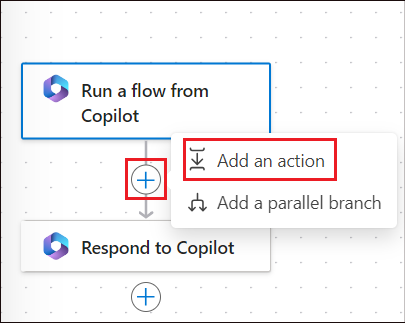 Run a flow from
Copilot
Add an action
Add a parallel branch
Respond to Copilot